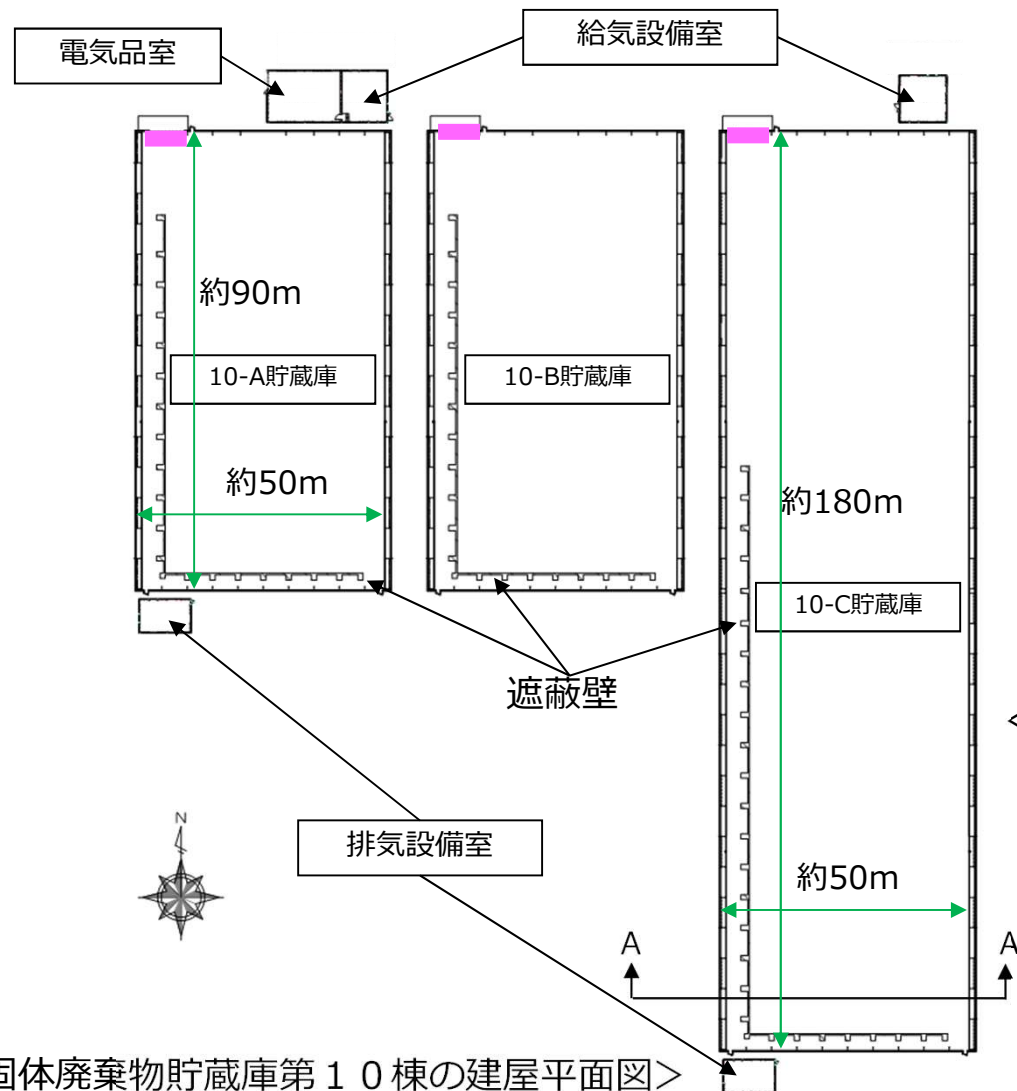 電気品室
給気設備室
約90m
10-A貯蔵庫
10-B貯蔵庫
約50m
約180m
10-C貯蔵庫
遮蔽壁
<
N
排気設備室
約50m
A
A
固体廃棄物貯蔵庫第１０棟の建屋平面図>